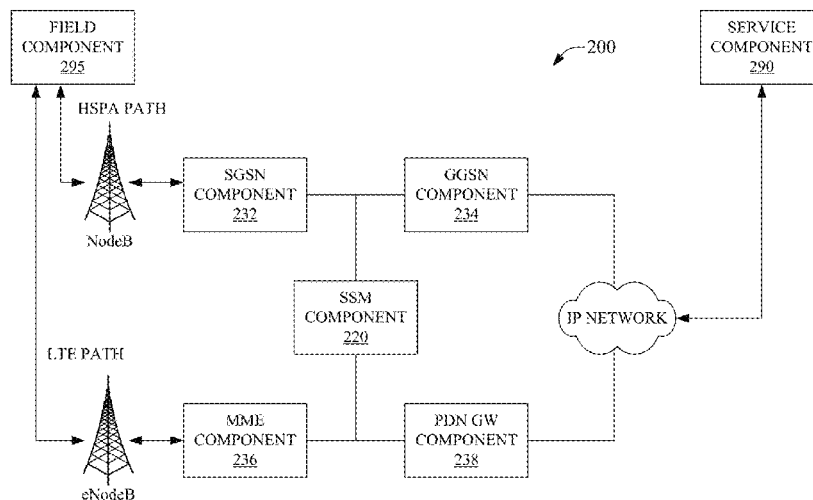 FIELD
COMPONENT
295
200
SERVICE
COMPONENT
290
HSPA PATH
SGSN
COMPONENT
232
GGSN
COMPONENT
234
NodeB
SSM
COMPONENT
220
IP NETWORK
LTE PATH
MME
COMPONENT
236
PDN GW
COMPONENT
238
eNodeB